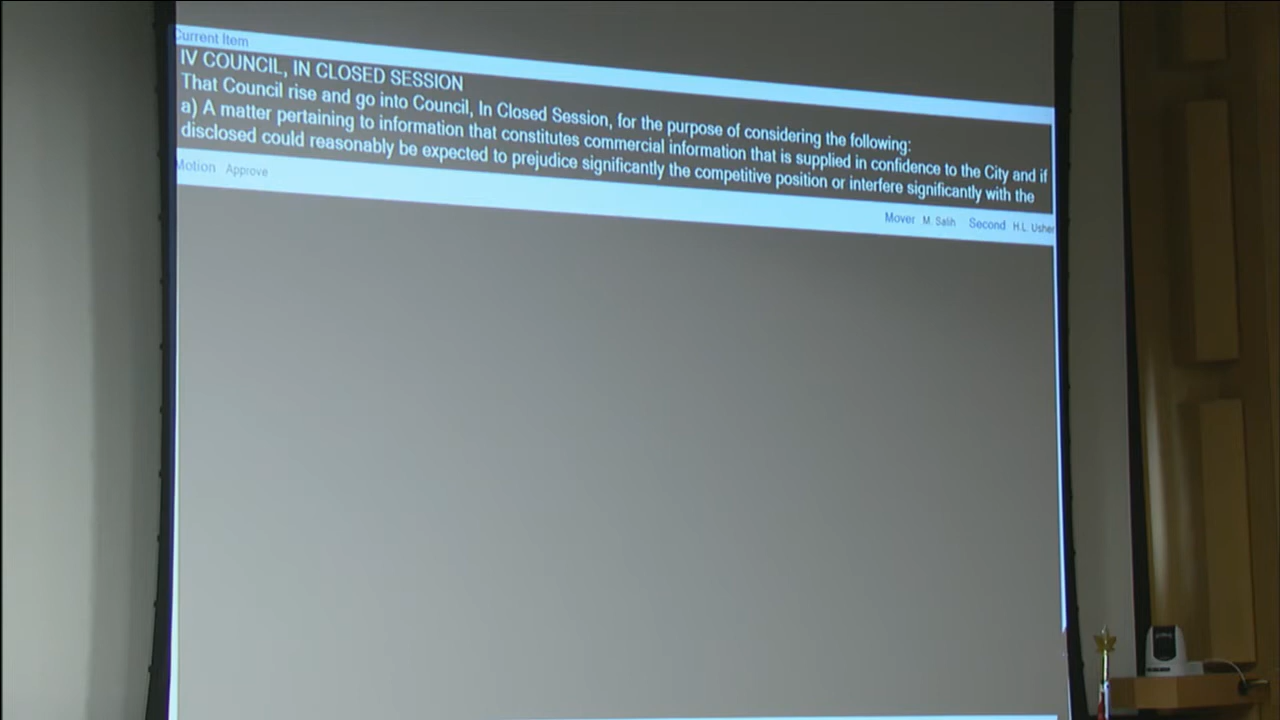 Current Item
IV COUNCIL, IN CLOSED SESSION
That Council rise and go into Council, In Closed Session, for the purpose of considering the following:
a) A matter pertaining to information that constitutes commercial information that is supplied in confidence to the City and if
disclosed could reasonably be expected to prejudice significantly the competitive position or interfere significantly with the
Motion Approve
Mover M. Salih Second H.L. Usher